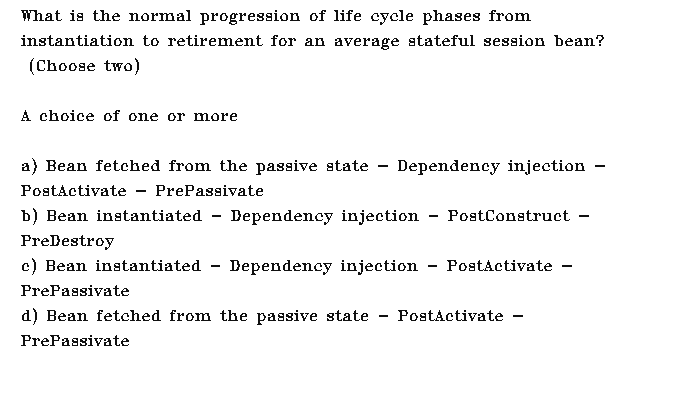 What is the normal progression of life cycle phases from
instantiation to retirement for an average stateful session bean?
(Choose two)
A choice of one or more
a) Bean fetched from the passive state - Dependency injection -
PostActivate - PrePassivate
b) Bean instantiated - Dependency injection - PostConstruct -
PreDestroy
c) Bean instantiated - Dependency injection - PostActivate -
PrePassivate
d) Bean fetched from the passive state - PostActivate -
PrePassivate